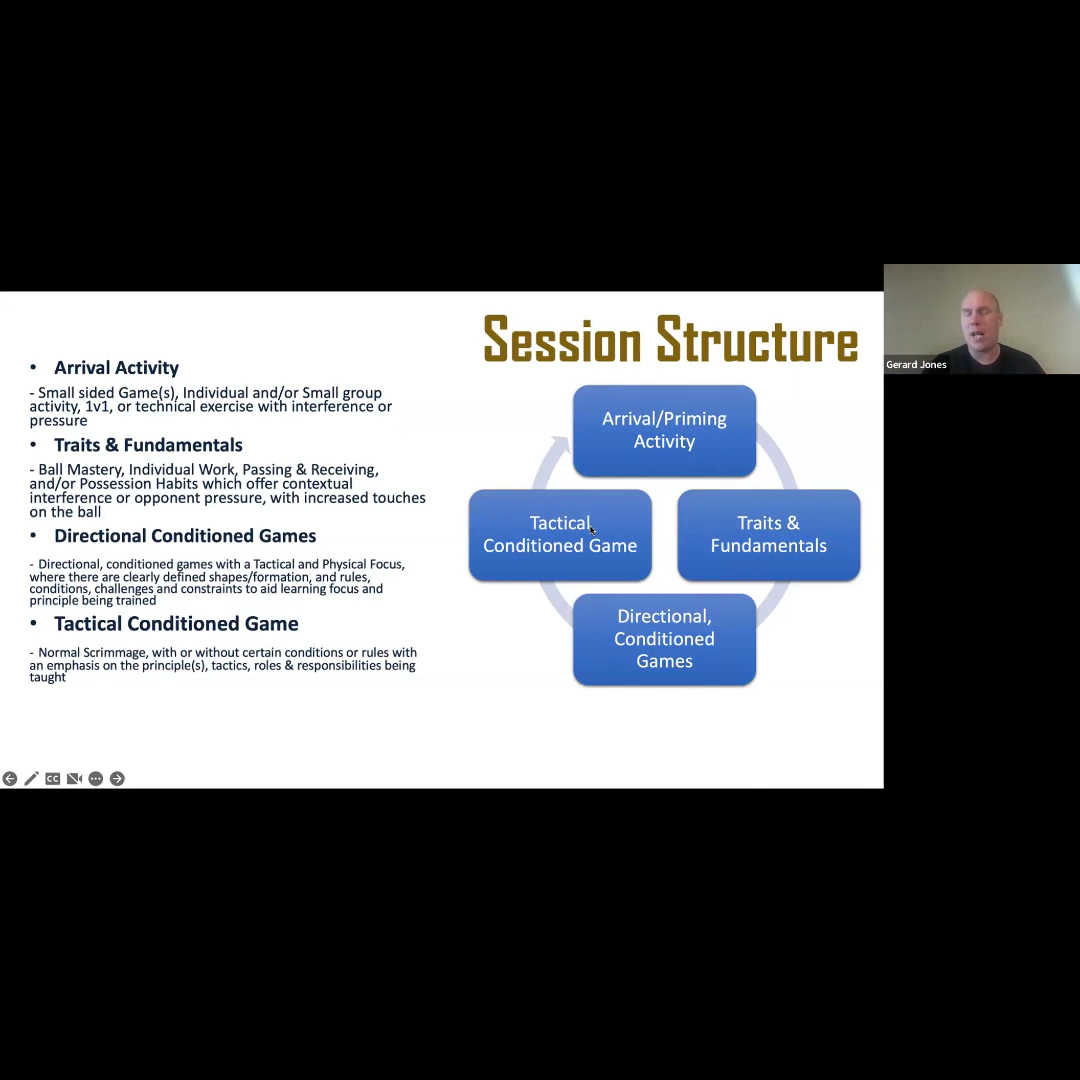 Session Structure
• Arrival Activity
- Small sided Game(s), Individual and/or Small group
activity, 1v1, or technical exercise with interference or
pressure
• Traits & Fundamentals
- Ball Mastery, Individual Work, Passing & Receiving,
and/or Possession Habits which offer contextual
interference or opponent pressure, with increased touches
on the ball
• Directional Conditioned Games
- Directional, conditioned games with a Tactical and Physical Focus,
where there are clearly defined shapes/formation, and rules,
conditions, challenges and constraints to aid learning focus and
principle being trained
• Tactical Conditioned Game
- Normal Scrimmage, with or without certain conditions or rules with
an emphasis on the principle(s), tactics, roles & responsibilities being
taught
Arrival/Priming
Activity
Traits &
Fundamentals
Directional,
Conditioned
Games
Tactical
Conditioned Game
Gerard Jones
CC